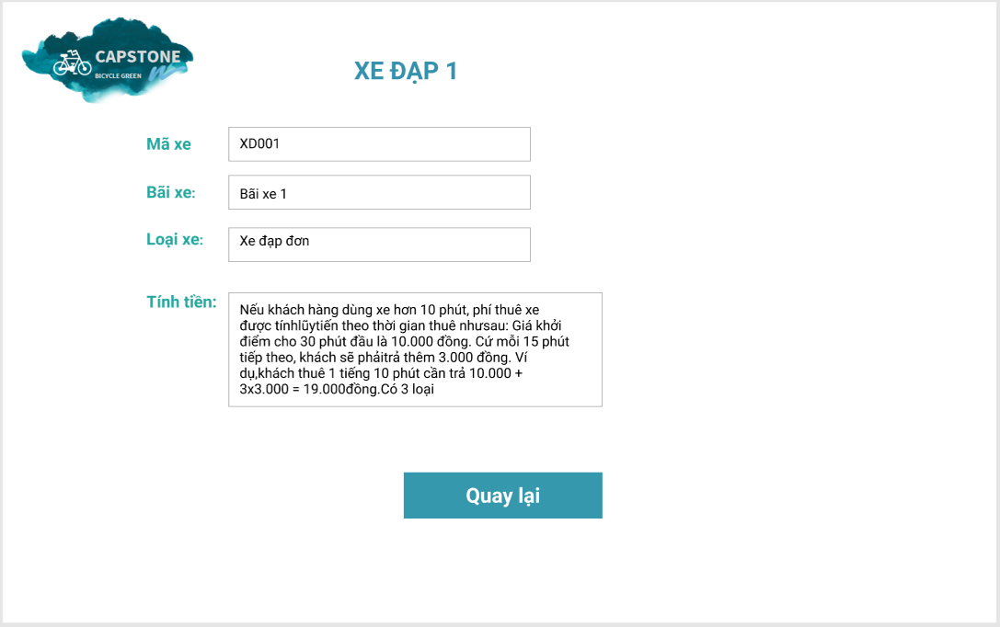 CAPSTONE
BICYCLE GREEN
XE ĐẠP 1
Mã xe
XD001
Bãi xe:
Bãi xe 1
Loại xe:
Xe đạp đơn
Tính tiền:
Nếu khách hàng dùng xe hơn 10 phút, phí thuê xe
được tínhlũytiến theo thời gian thuê nhưsau: Giá khởi
điểm cho 30 phút đầu là 10.000 đồng. Cứ mỗi 15 phút
tiếp theo, khách sẽ phảitrả thêm 3.000 đồng. Ví
dụ,khách thuê 1 tiếng 10 phút cần trả 10.000 +
3x3.000 = 19.000đồng.Có 3 loại
Quay lại